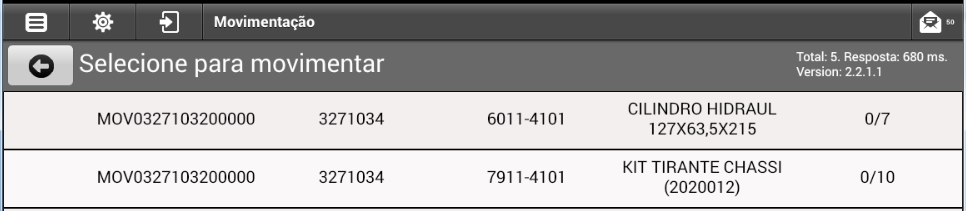 Movimentação
50
Selecione para movimentar
Total: 5. Resposta: 680 ms.
Version: 2.2.1.1
MOV0327103200000 3271034 6011-4101 CILINDRO HIDRAUL 0/7
127X63,5X215
MOV0327103200000 3271034 7911-4101 KIT TIRANTE CHASSI 0/10
(2020012)